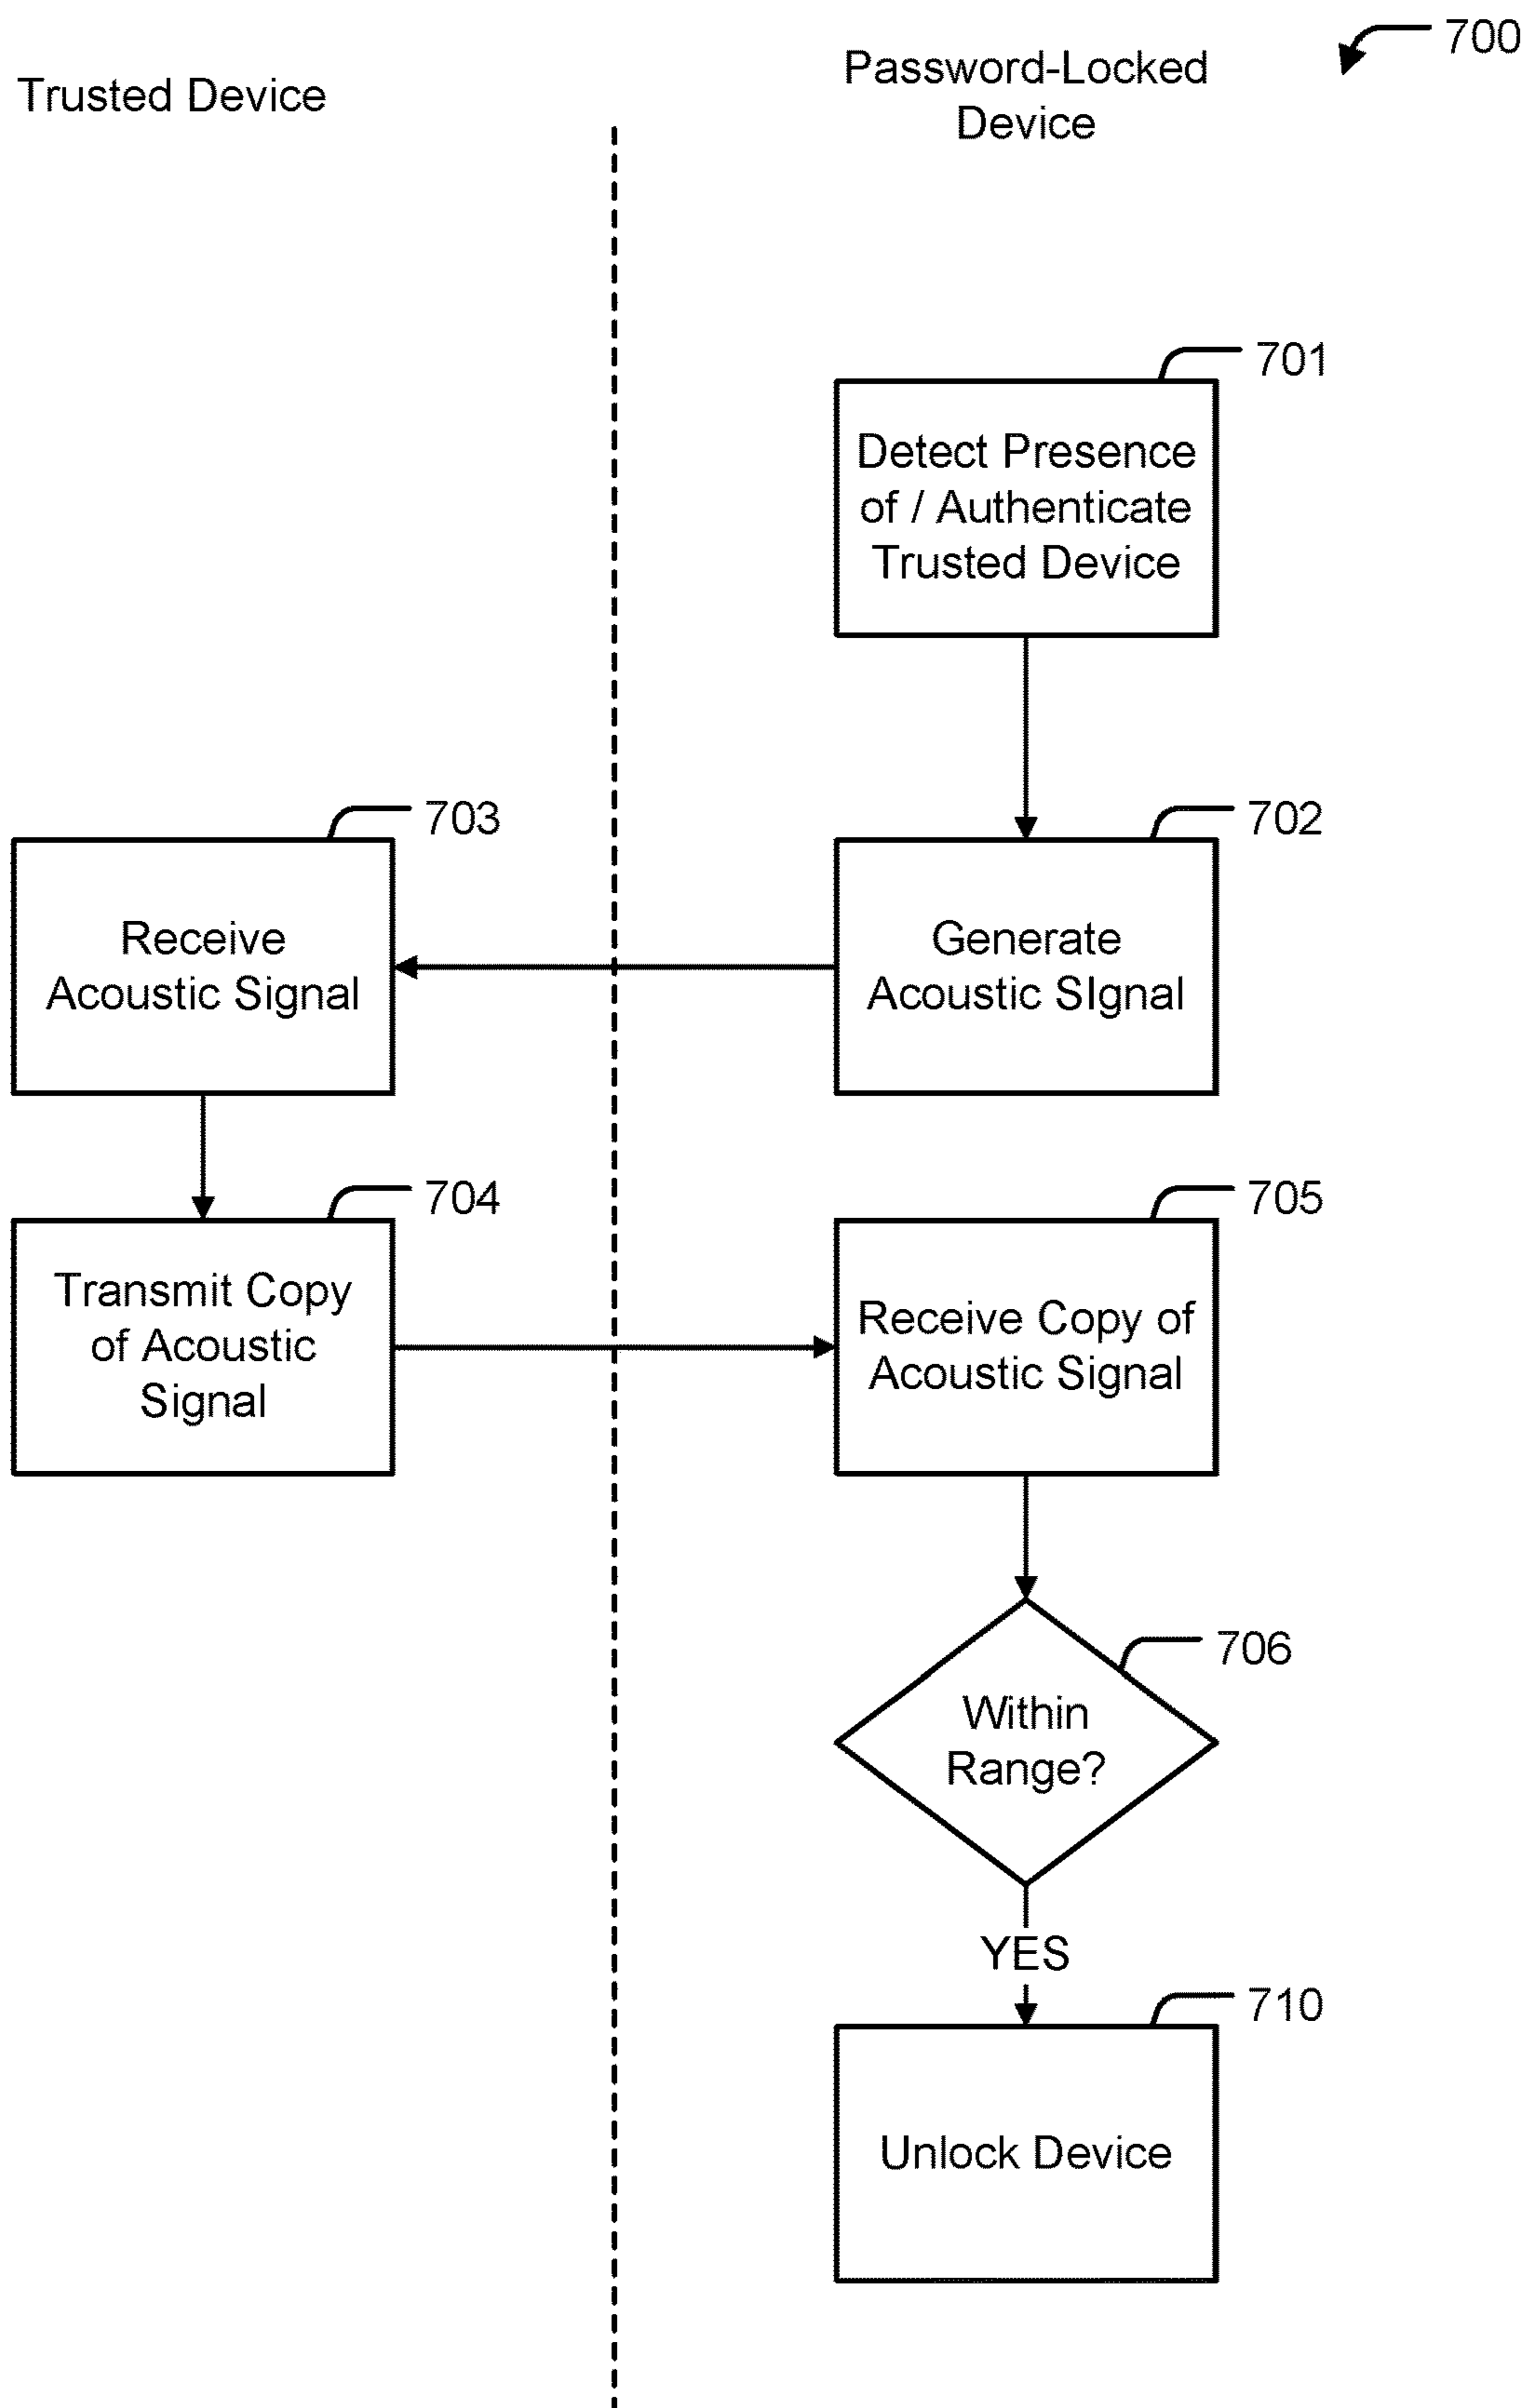 700
Trusted Device
Password-Locked
Device
701
Detect Presence
of / Authenticate
Trusted Device
703
702
Receive
Acoustic Signal
Generate
Acoustic SIgnal
704
705
Transmit Copy
of Acoustic
Signal
Receive Copy of
Acoustic Signal
706
Within
Range?
YES
710
Unlock Device